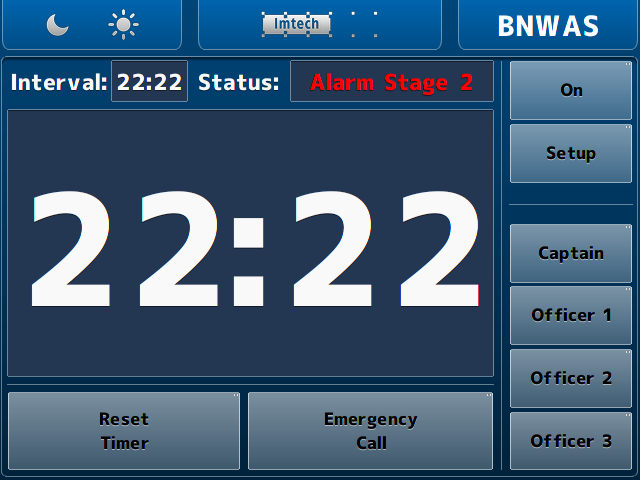 Imtech
BNWAS
Interval: 22:22 Status: Alarm Stage 2
On
Setup
22:22
Captain
Officer 1
Officer 2
Officer 3
Reset
Timer
Emergency
Call